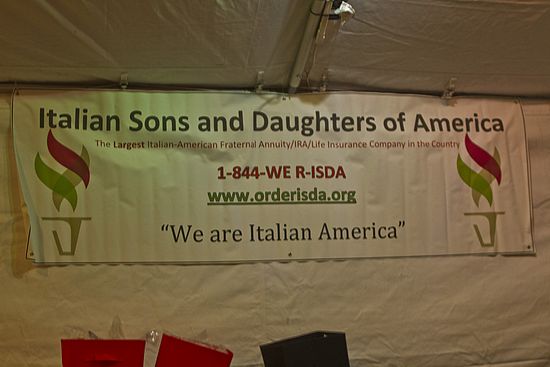 Italian Sons and Daughters of America
The Largest Italian-American Fraternal Annuity/IRA/Life Insurance Company in the Country
1-844-WE R-ISDA
www.orderisda.org
“We are Italian America”